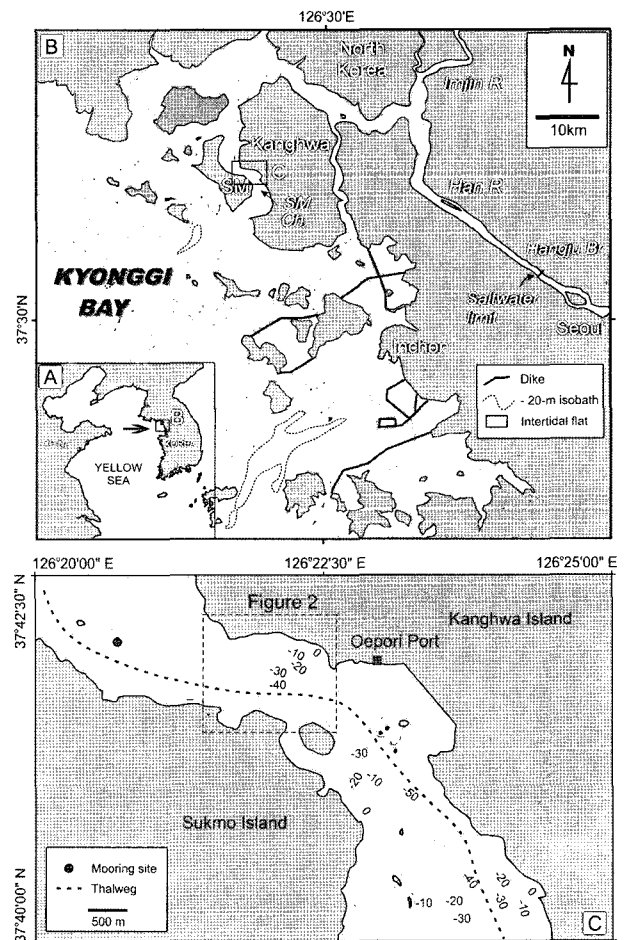 126°30'E
B
North
Korea
Imjin R
N
10km
Kanghwa
C
SM
SM
Ch.
Han R
KYONGGI
BAY
Hangju Br
Saltwater
limit
Seoul
37°30'N
Inchon
Dike
- 20-m isobath
Intertidal flat
A
B
YELLOW
SEA
126°20'00" E
126°22'30" E
126°25'00" E
37°42'30" N
Figure 2
Kanghwa Island
Oepori Port
0
-10
-20
-30
-40
-30
-10
-20
-50
0
Sukmo Island
-40
-20
0
-30
-10
-10
-20
-30
Mooring site
Thalweg
500 m
37°40'00" N
C